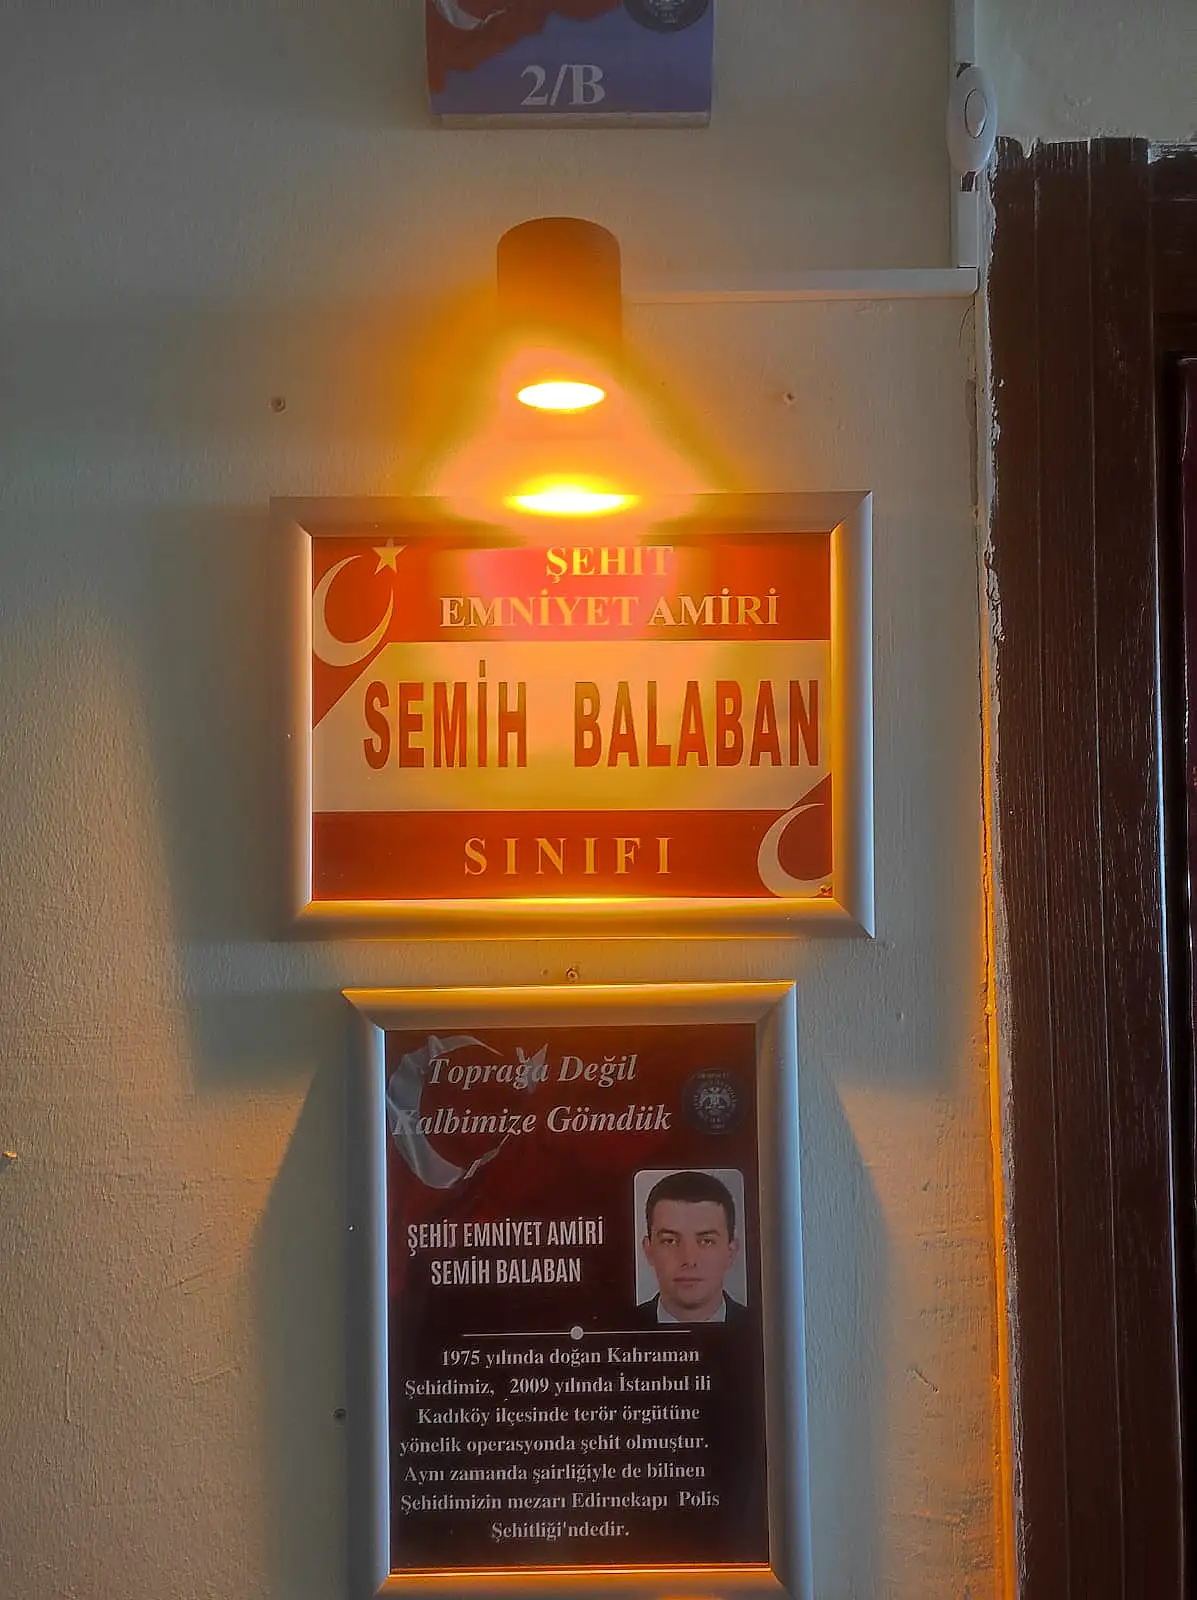 2/B
ŞEHİT
EMNİYET AMİRİ
SEMİH BALABAN
SINIFI
Toprağa Değil
Kalbimize Gömdük
ŞEHİT EMNİYET AMİRİ
SEMİH BALABAN
1975 yılında doğan Kahraman
Şehidimiz, 2009 yılında İstanbul ili
Kadıköy ilçesinde terör örgütüne
yönelik operasyonda şehit olmuştur.
Aynı zamanda şairliğiyle de bilinen
Şehidimizin mezarı Edirnekapı Polis
Şehitliği'ndedir.